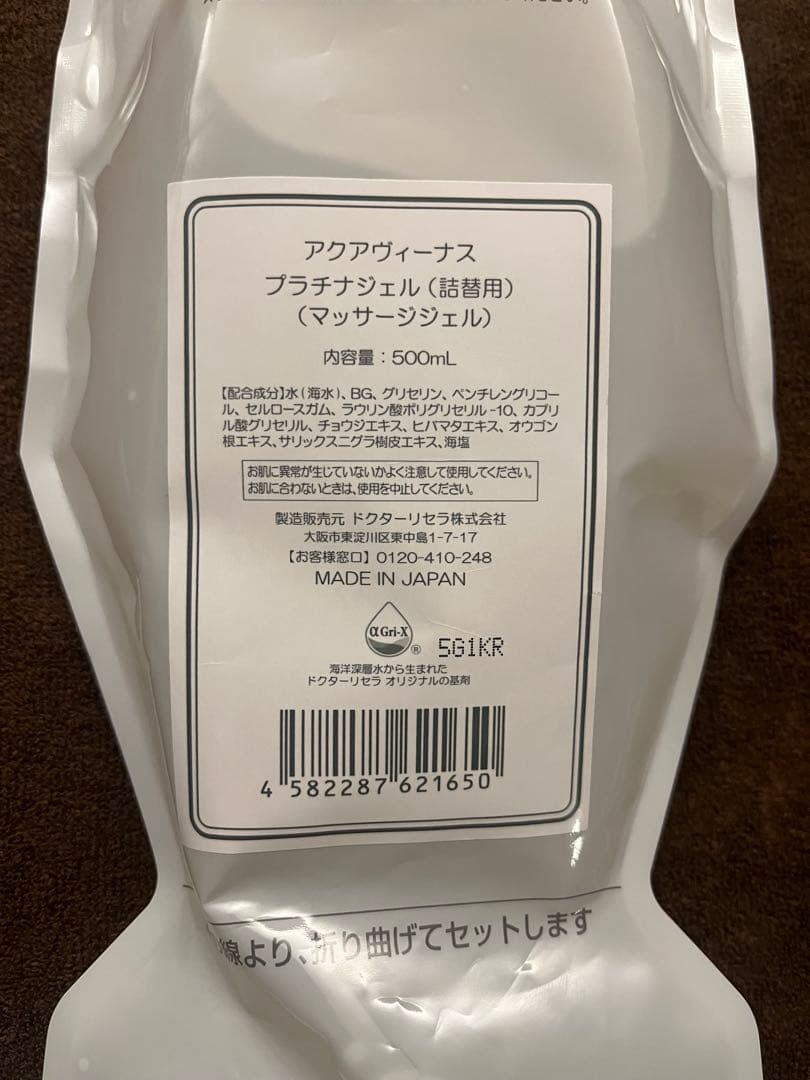 アクアヴィーナス
プラチナジェル（詰替用）
（マッサージジェル）
内容量：500mL
【配合成分】水（海水）、BG、グリセリン、ペンチレングリコー
ル、セルロースガム、ラウリン酸ポリグリセリル-10、カプリ
ル酸グリセリル、チョウジエキス、ヒバマタエキス、オウゴン
根エキス、サリックスニグラ樹皮エキス、海塩
お肌に異常が生じていないかよく注意して使用してください。
お肌に合わないときは、使用を中止してください。
製造販売元 ドクターリセラ株式会社
大阪市東淀川区東中島1-7-17
【お客様窓口】0120-410-248
MADE IN JAPAN
αGri-X
®
5G1KR
海洋深層水から生まれた
ドクターリセラ オリジナルの基剤
4 582287 621650
線より、折り曲げてセットします